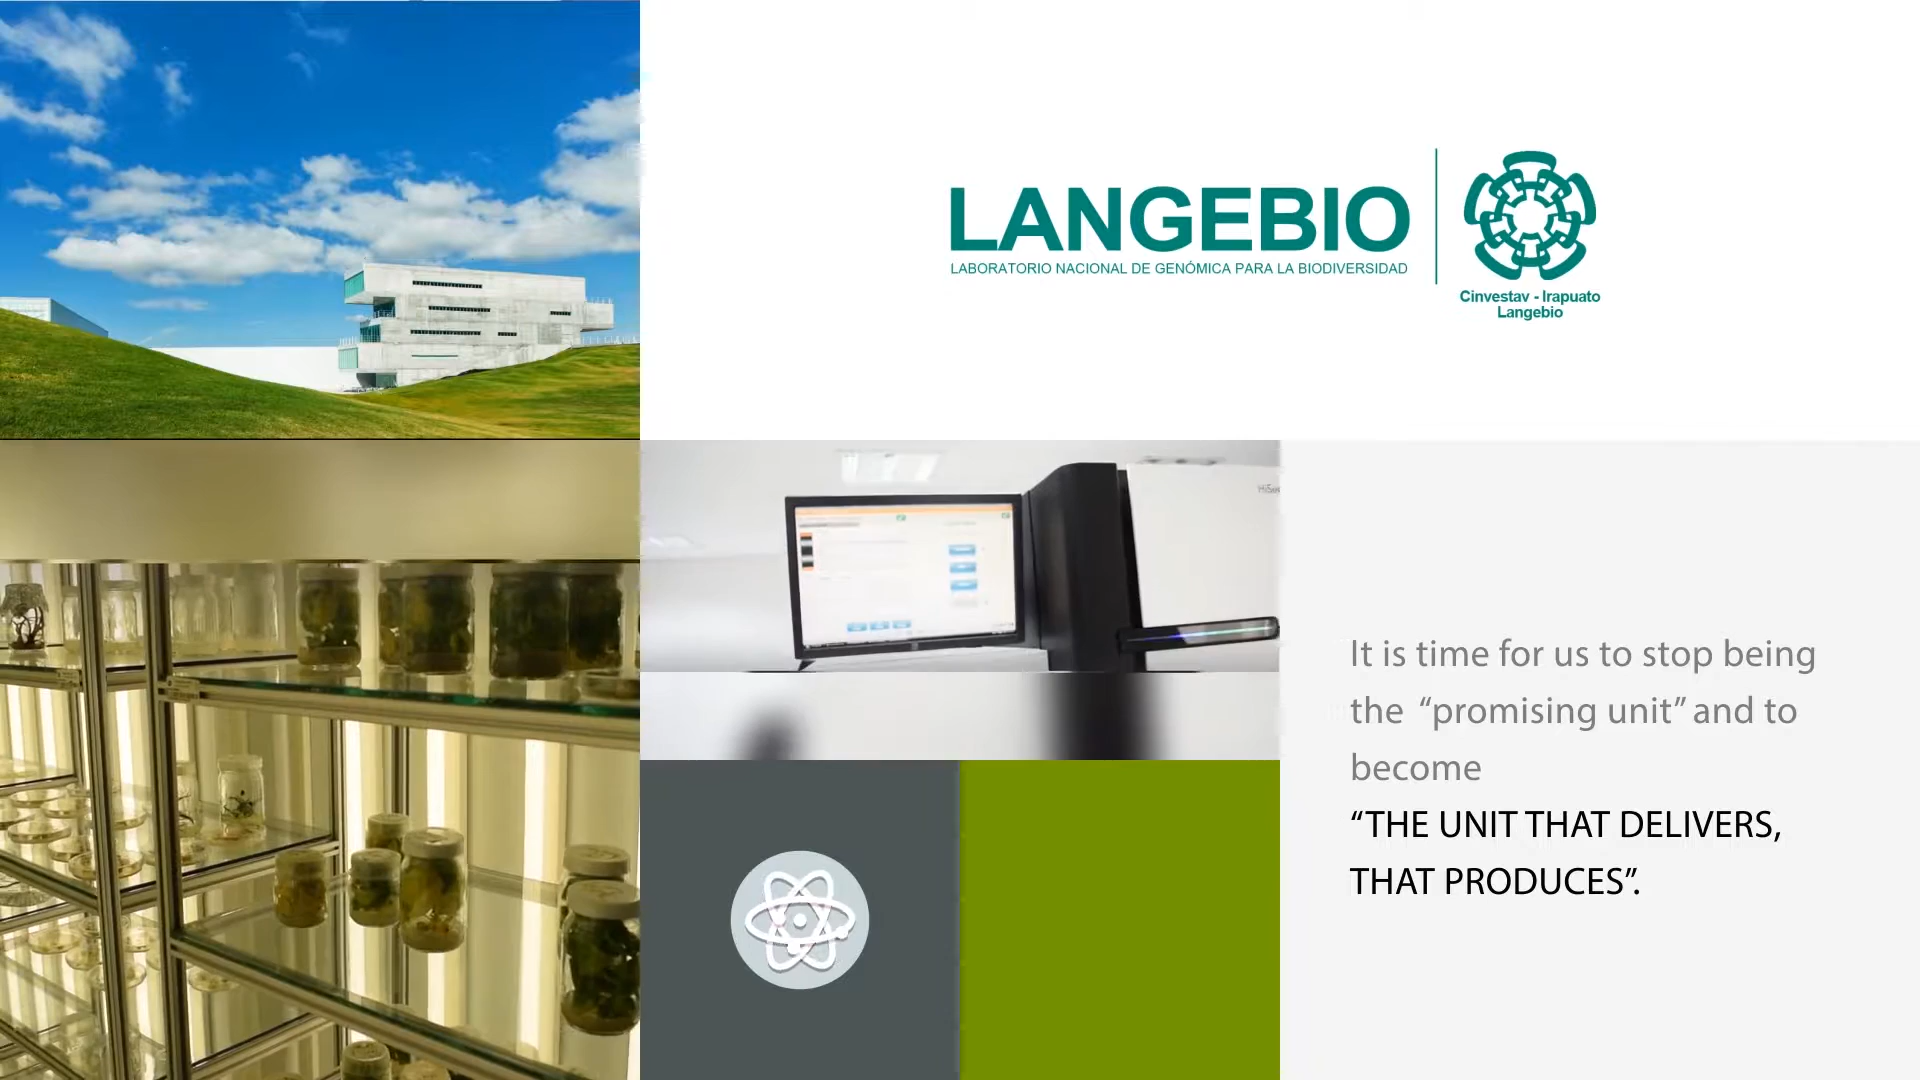 LANGEBIO
LABORATORIO NACIONAL DE GENÓMICA PARA LA BIODIVERSIDAD
Cinvestav - Irapuato
Langebio
It is time for us to stop being
the “promising unit” and to
become
“THE UNIT THAT DELIVERS,
THAT PRODUCES”.